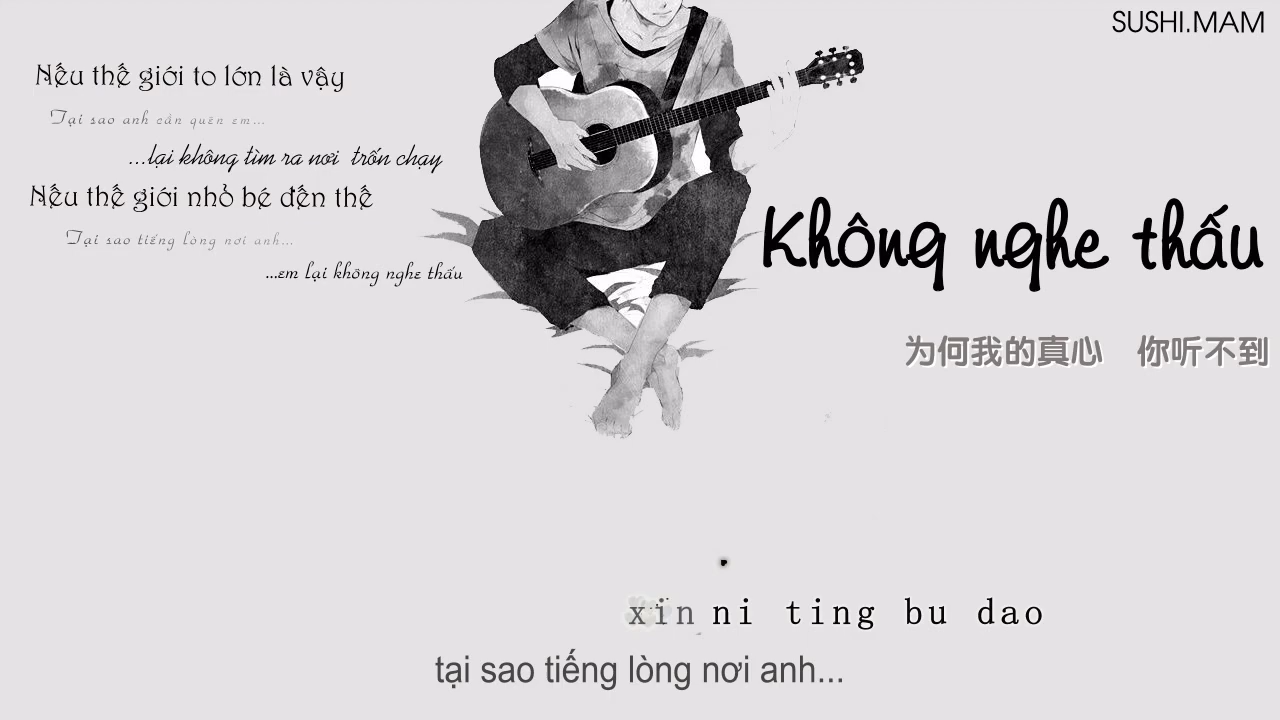 SUSHI.MAM
Nếu thế giới to lớn là vậy
Tại sao anh cần quên em...
...lại không tìm ra nơi trốn chạy
Nếu thế giới nhỏ bé đến thế
Tại sao tiếng lòng nơi anh...
...em lại không nghe thấu
Không nghe thấu
为何我的真心 你听不到
xin ni ting bu dao
tại sao tiếng lòng nơi anh...